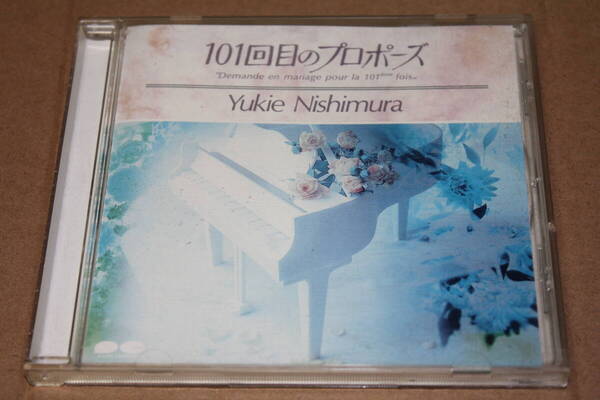 101回目のプロポーズ
"Demande en mariage pour la 101ème fois„
Yukie Nishimura